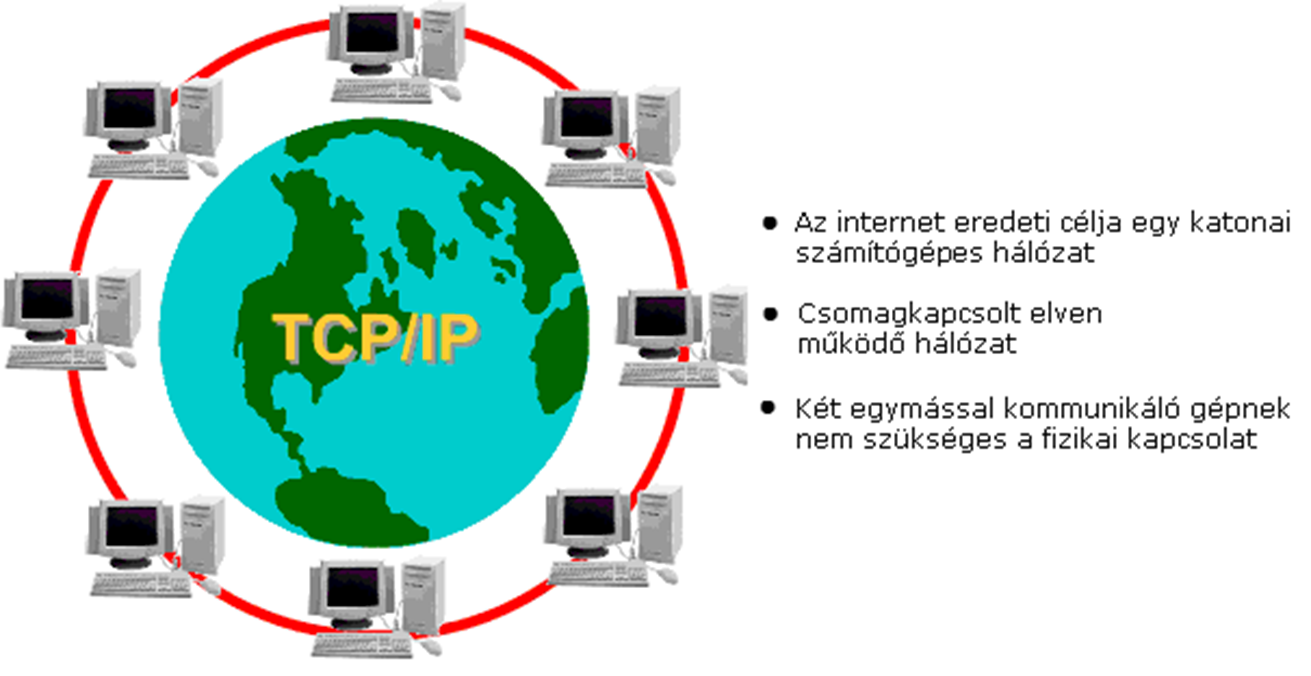 TCP/IP
● Az internet eredeti célja egy katonai
számítógépes hálózat
● Csomagkapcsolt elven
működő hálózat
● Két egymással kommunikáló gépnek
nem szükséges a fizikai kapcsolat